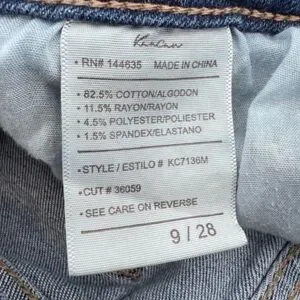 KanCan
• RN# 144635 MADE IN CHINA
• 82.5% COTTON/ALGODON
• 11.5% RAYON/RAYON
• 4.5% POLYESTER/POLIESTER
• 1.5% SPANDEX/ELASTANO
• STYLE / ESTILO # KC7136M
• CUT # 36059
• SEE CARE ON REVERSE
9 / 28